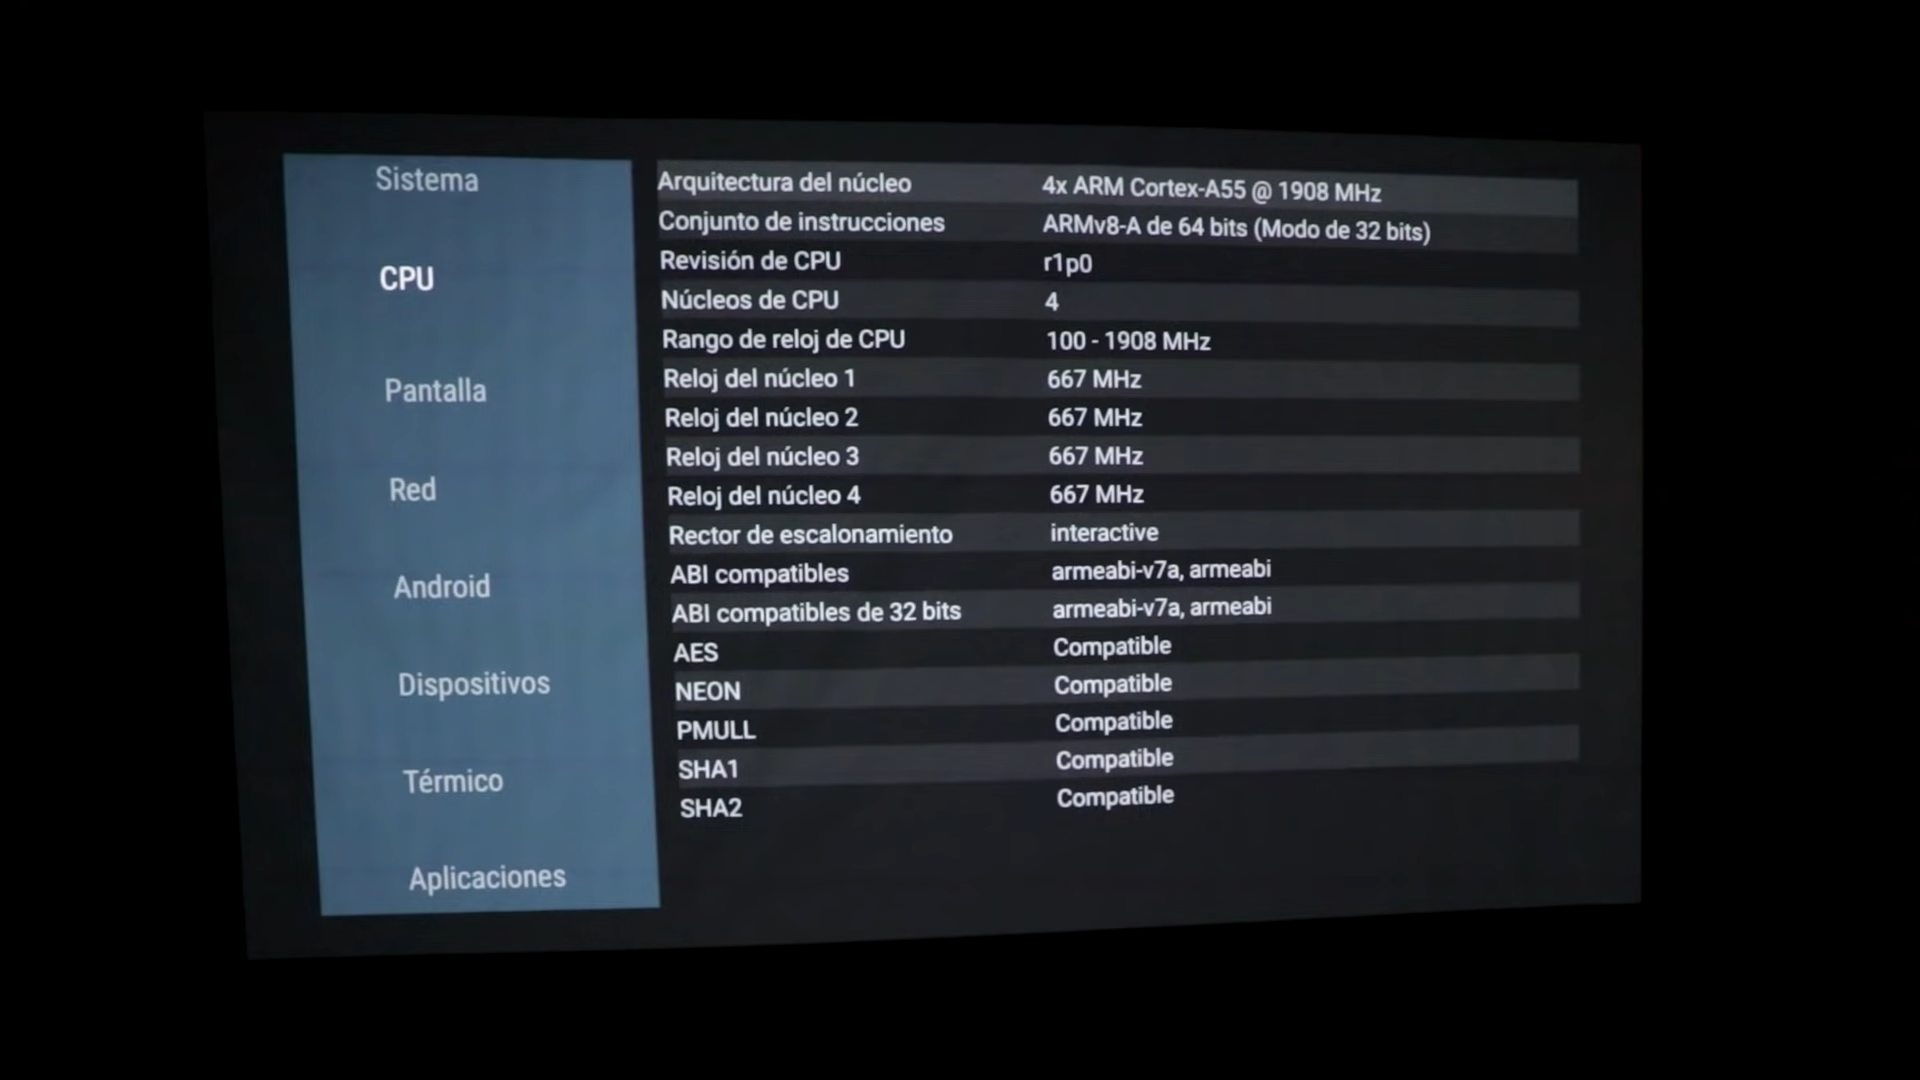 Sistema
CPU
Pantalla
Red
Android
Dispositivos
Térmico
Aplicaciones
Arquitectura del núcleo 4x ARM Cortex-A55 @ 1908 MHz
Conjunto de instrucciones ARMv8-A de 64 bits (Modo de 32 bits)
Revisión de CPU r1p0
Núcleos de CPU 4
Rango de reloj de CPU 100 - 1908 MHz
Reloj del núcleo 1 667 MHz
Reloj del núcleo 2 667 MHz
Reloj del núcleo 3 667 MHz
Reloj del núcleo 4 667 MHz
Rector de escalonamiento interactive
ABI compatibles armeabi-v7a, armeabi
ABI compatibles de 32 bits armeabi-v7a, armeabi
AES Compatible
NEON Compatible
PMULL Compatible
SHA1 Compatible
SHA2 Compatible